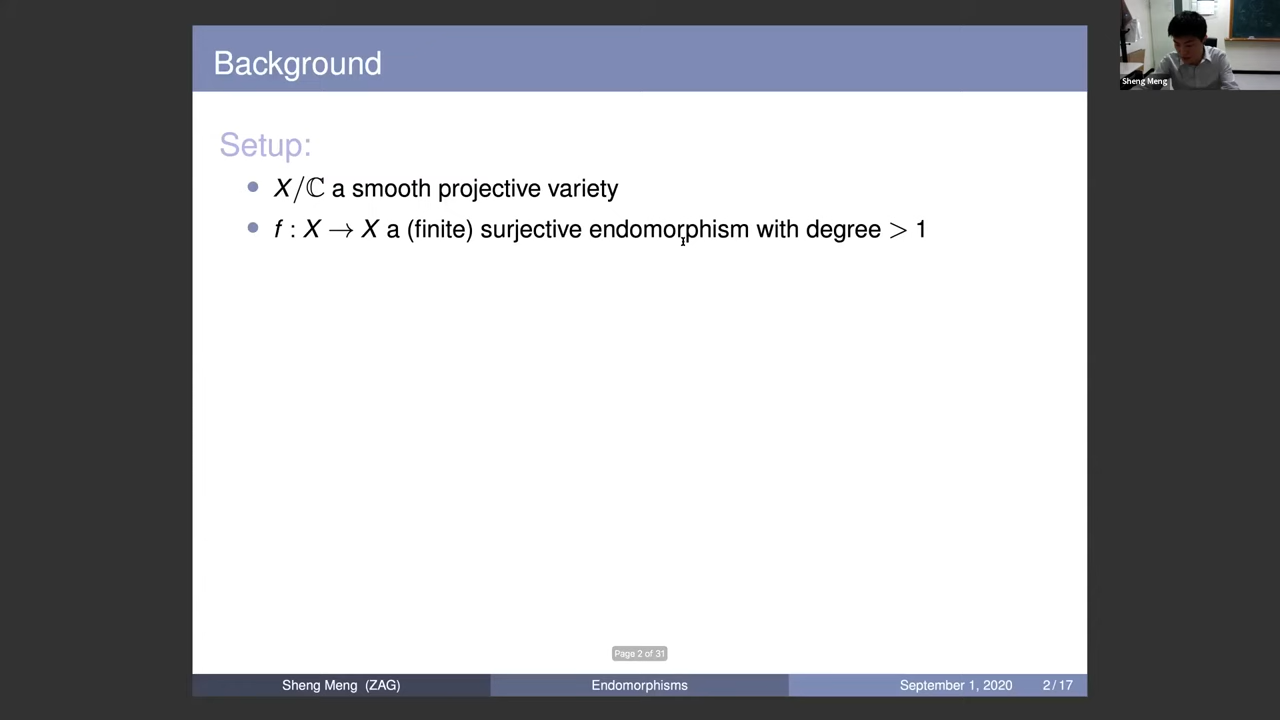 Background
Sheng Meng
Setup:
• X/ℂ a smooth projective variety
• f : X → X a (finite) surjective endomorphism with degree > 1
Page 2 of 31
Sheng Meng (ZAG) Endomorphisms September 1, 2020 2 / 17